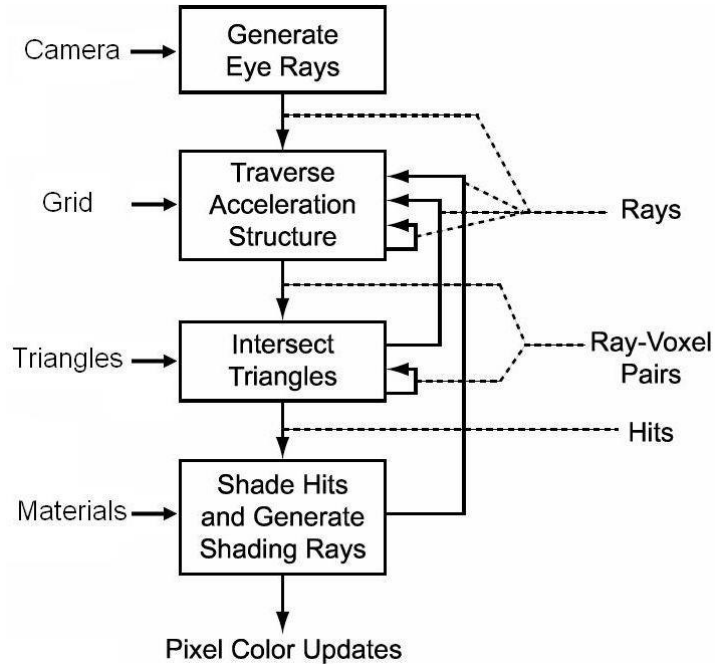 Camera
Generate
Eye Rays
Grid
Traverse
Acceleration
Structure
Rays
Triangles
Intersect
Triangles
Ray-Voxel
Pairs
Hits
Materials
Shade Hits
and Generate
Shading Rays
Pixel Color Updates